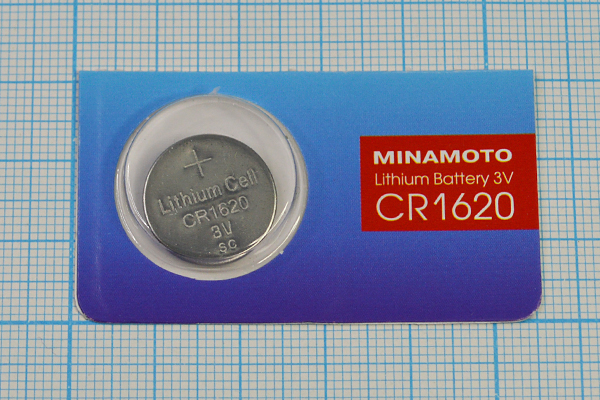 +
Lithium Cell
CR1620
3V
SC
MINAMOTO
Lithium Battery 3V
CR1620